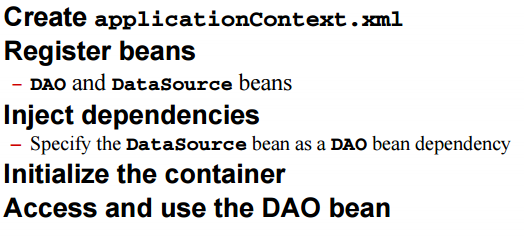 Create applicationContext.xml
Register beans
– DAO and DataSource beans
Inject dependencies
– Specify the DataSource bean as a DAO bean dependency
Initialize the container
Access and use the DAO bean